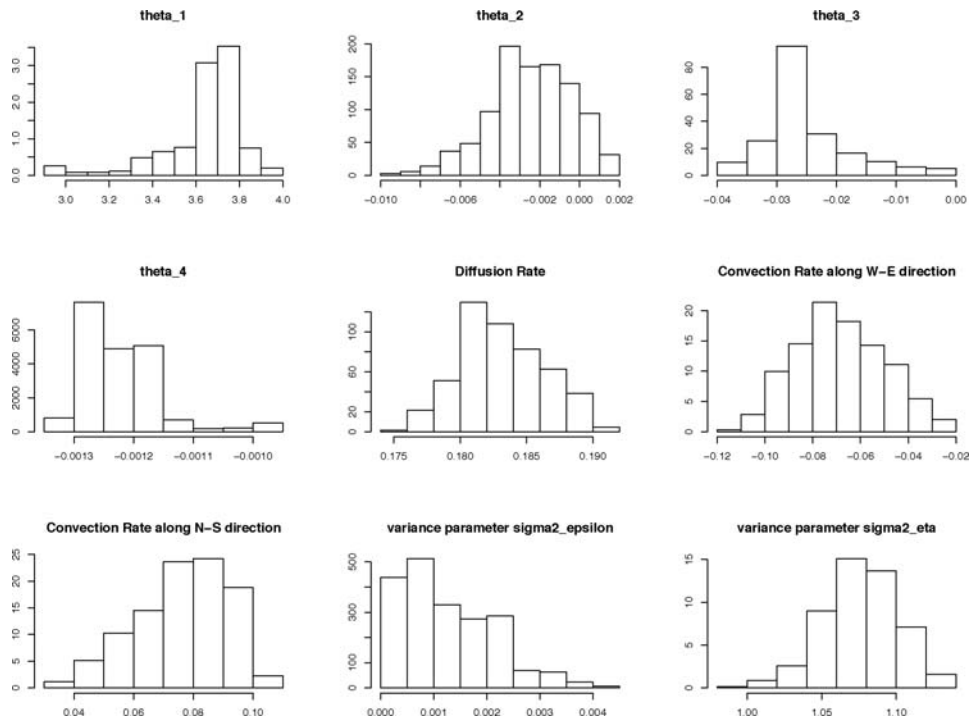 theta_1
theta_2
theta_3
0.0 1.0 2.0 3.0
0 50 100 150 200
0 20 40 60 80
3.0 3.2 3.4 3.6 3.8 4.0
−0.010 −0.006 −0.002 0.000 0.002
−0.04 −0.03 −0.02 −0.01 0.00
theta_4
Diffusion Rate
Convection Rate along W−E direction
0 2000 4000 6000
0 20 60 100
0 5 10 15 20
−0.0013 −0.0012 −0.0011 −0.0010
0.175 0.180 0.185 0.190
−0.12 −0.10 −0.08 −0.06 −0.04 −0.02
Convection Rate along N−S direction
variance parameter sigma2_epsilon
variance parameter sigma2_eta
0 5 10 15 20 25
0 100 300 500
0 5 10 15
0.04 0.06 0.08 0.10
0.000 0.001 0.002 0.003 0.004
1.00 1.05 1.10